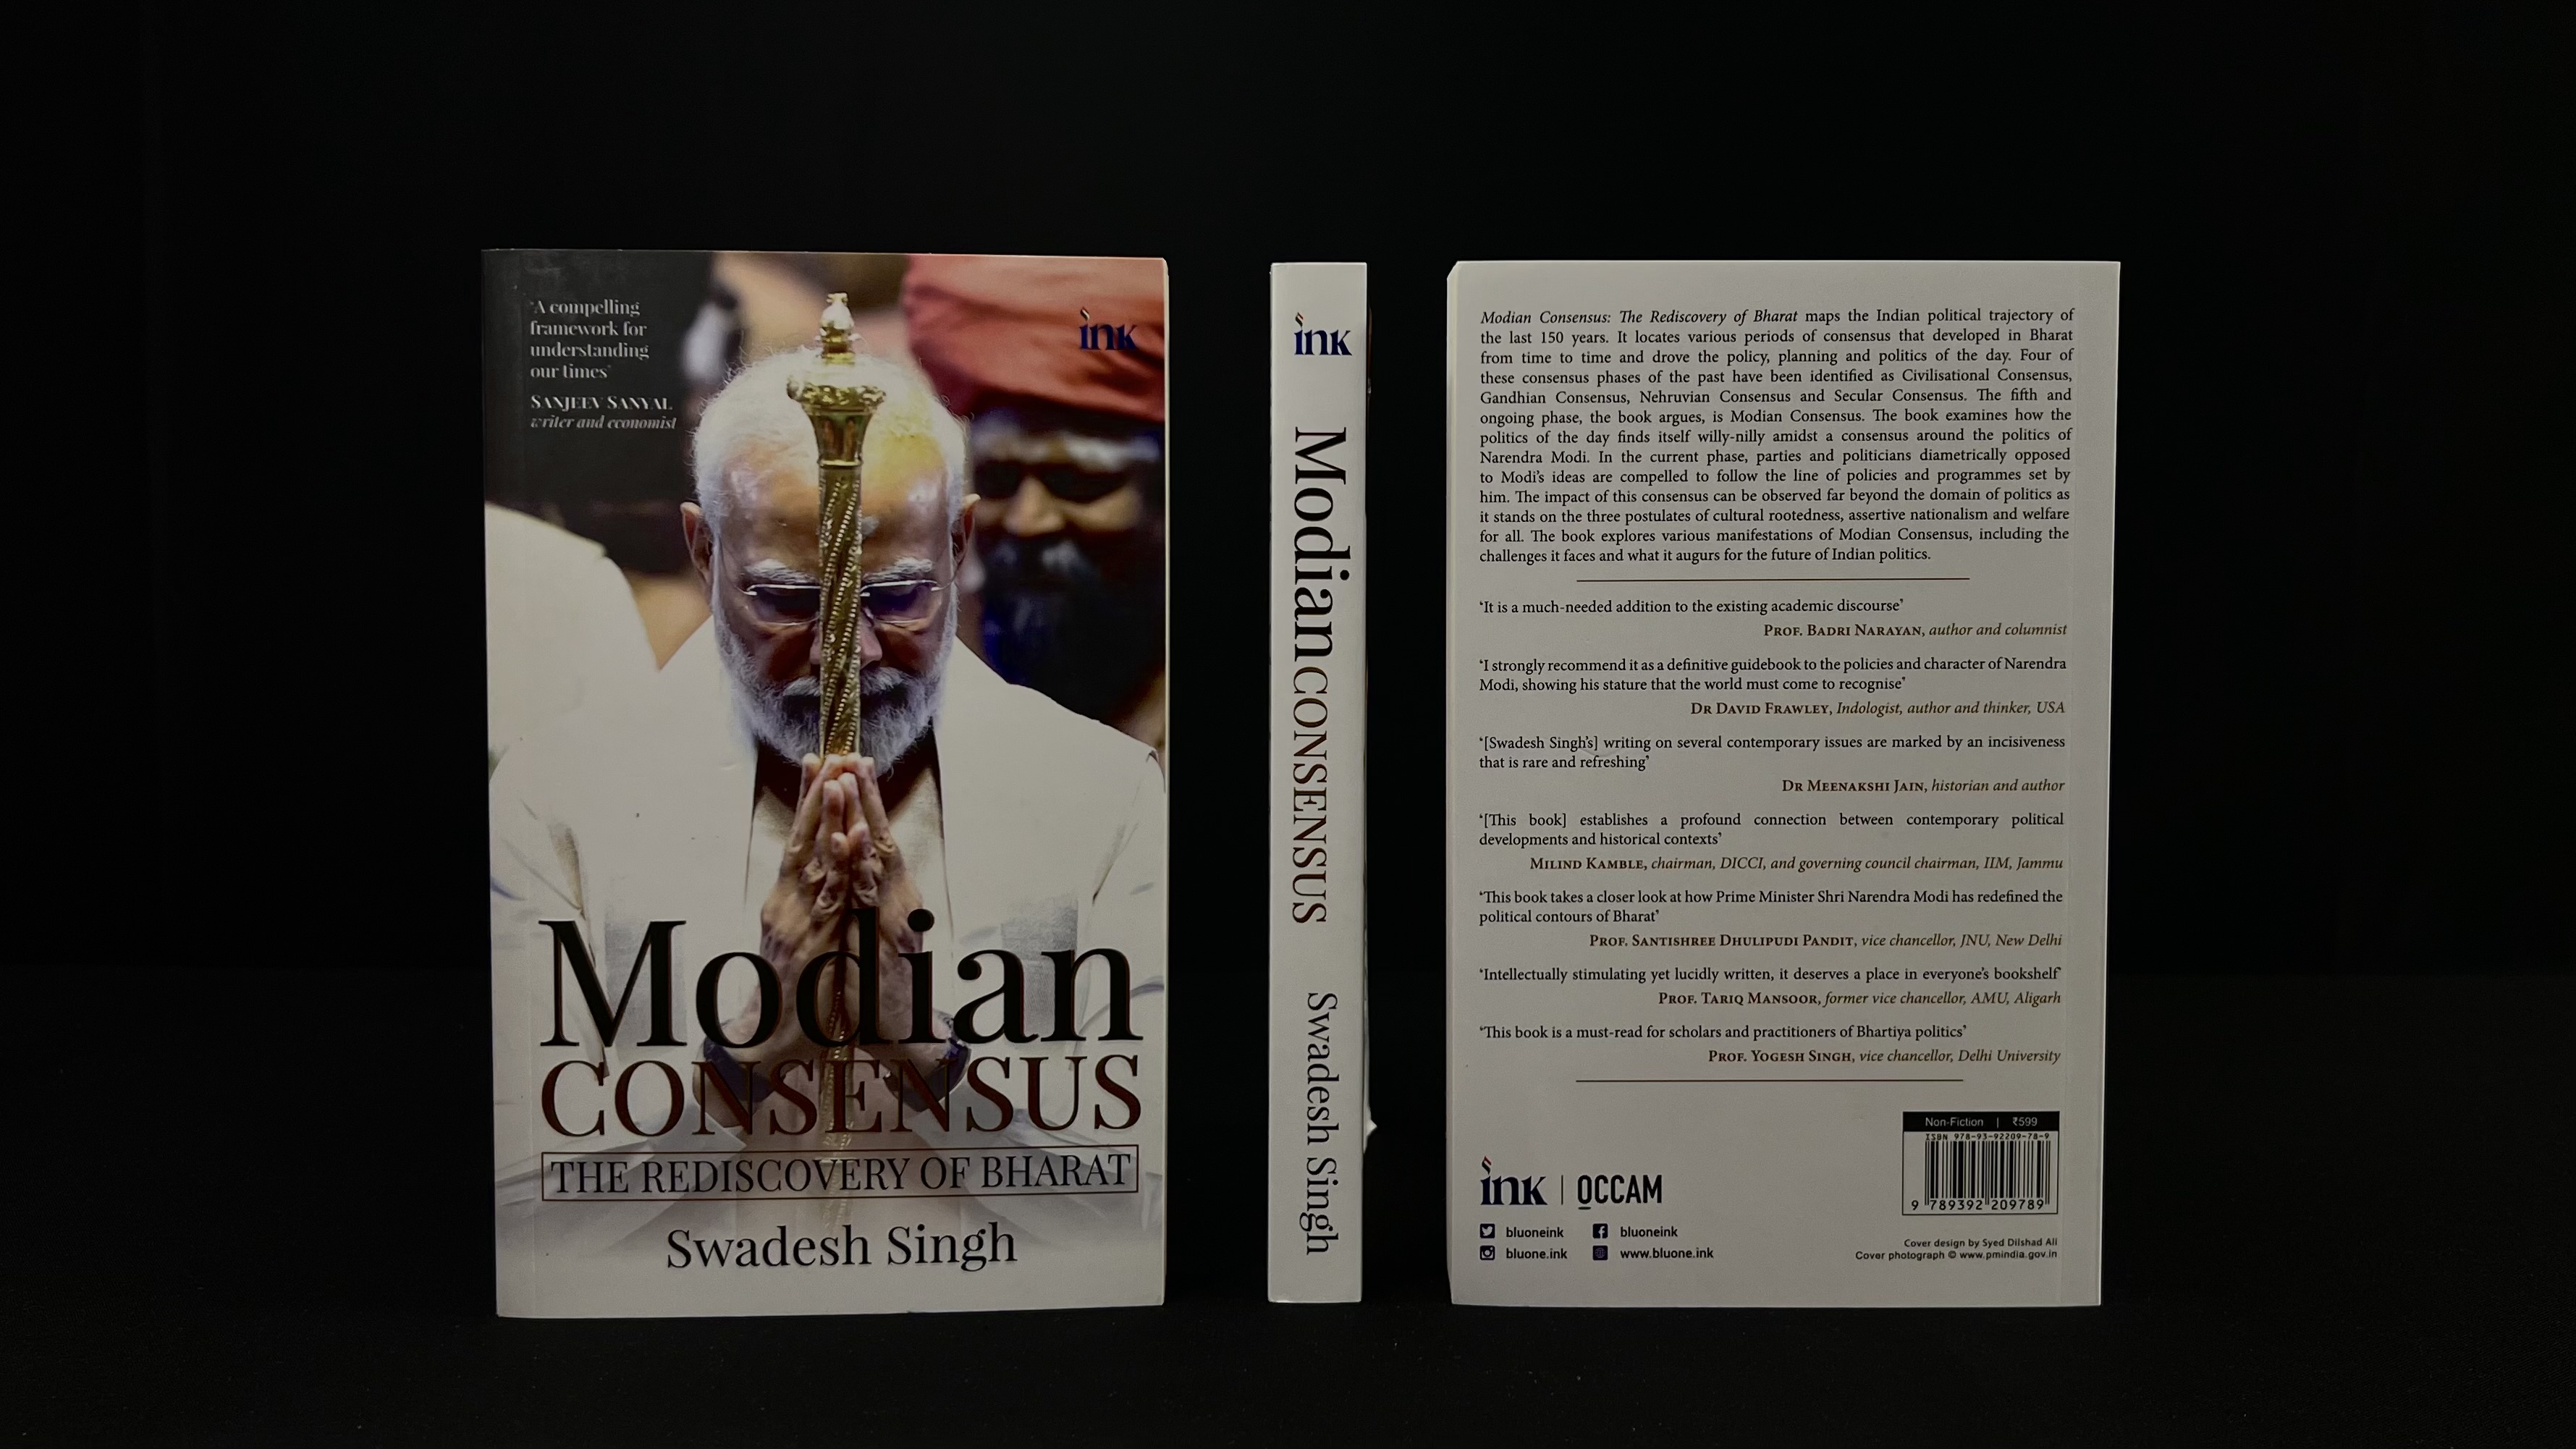 'A compelling
framework for
understanding
our times'
SANJEEV SANYAL
writer and economist
ink
Modian
CONSENSUS
THE REDISCOVERY OF BHARAT
Swadesh Singh
ink
Modian CONSENSUS
Swadesh Singh
Modian Consensus: The Rediscovery of Bharat maps the Indian political trajectory of
the last 150 years. It locates various periods of consensus that developed in Bharat
from time to time and drove the policy, planning and politics of the day. Four of
these consensus phases of the past have been identified as Civilisational Consensus,
Gandhian Consensus, Nehruvian Consensus and Secular Consensus. The fifth and
ongoing phase, the book argues, is Modian Consensus. The book examines how the
politics of the day finds itself willy-nilly amidst a consensus around the politics of
Narendra Modi. In the current phase, parties and politicians diametrically opposed
to Modi's ideas are compelled to follow the line of policies and programmes set by
him. The impact of this consensus can be observed far beyond the domain of politics as
it stands on the three postulates of cultural rootedness, assertive nationalism and welfare
for all. The book explores various manifestations of Modian Consensus, including the
challenges it faces and what it augurs for the future of Indian politics.
'It is a much-needed addition to the existing academic discourse'
PROF. BADRI NARAYAN, author and columnist
'I strongly recommend it as a definitive guidebook to the policies and character of Narendra
Modi, showing his stature that the world must come to recognise'
DR DAVID FRAWLEY, Indologist, author and thinker, USA
'[Swadesh Singh's] writing on several contemporary issues are marked by an incisiveness
that is rare and refreshing'
DR MEENAKSHI JAIN, historian and author
'[This book] establishes a profound connection between contemporary political
developments and historical contexts'
MILIND KAMBLE, chairman, DICCI, and governing council chairman, IIM, Jammu
'This book takes a closer look at how Prime Minister Shri Narendra Modi has redefined the
political contours of Bharat'
PROF. SANTISHREE DHULIPUDI PANDIT, vice chancellor, JNU, New Delhi
'Intellectually stimulating yet lucidly written, it deserves a place in everyone's bookshelf'
PROF. TARIQ MANSOOR, former vice chancellor, AMU, Aligarh
'This book is a must-read for scholars and practitioners of Bhartiya politics'
PROF. YOGESH SINGH, vice chancellor, Delhi University
Non-Fiction | ₹599
ISBN 978-93-92209-78-9
9 789392 209789
ink | OCCAM
bluoneink bluoneink
bluone.ink www.bluone.ink
Cover design by Syed Dilshad Ali
Cover photograph © www.pmindia.gov.in